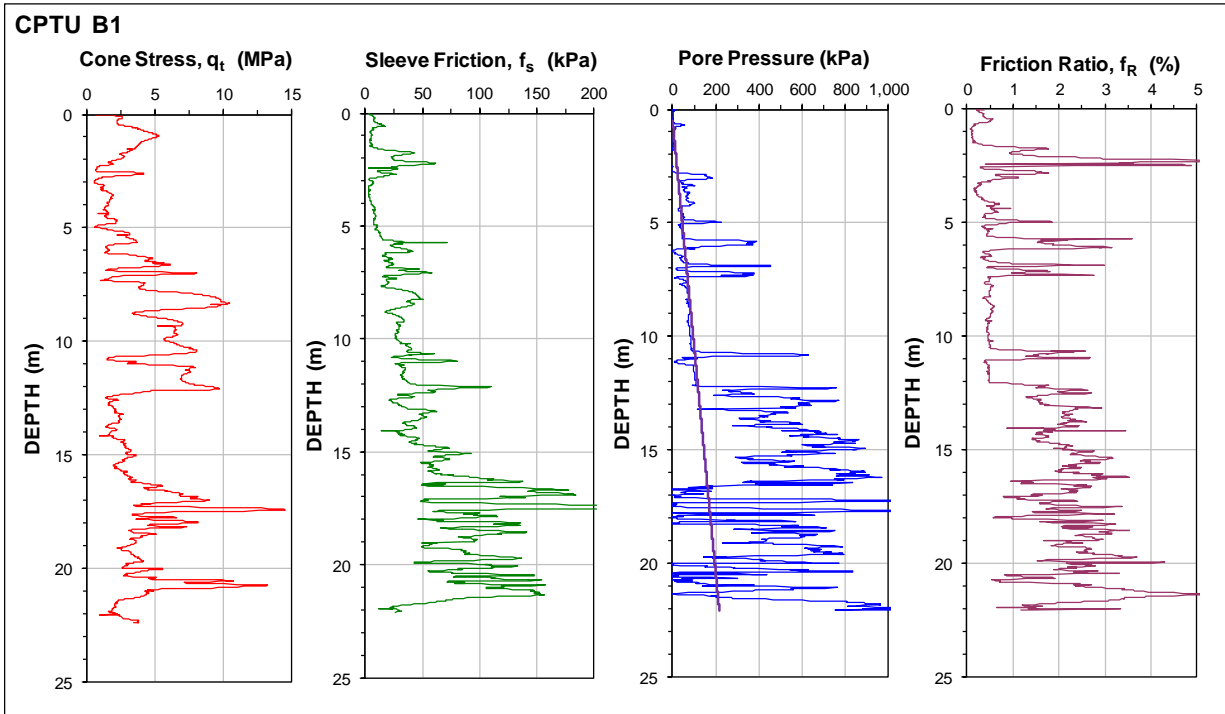 CPTU B1
Cone Stress, qt (MPa)
0 5 10 15
0
5
10
15
20
25
DEPTH (m)
Sleeve Friction, fs (kPa)
0 50 100 150 200
0
5
10
15
20
25
DEPTH (m)
Pore Pressure (kPa)
0 200 400 600 800 1,000
0
5
10
15
20
25
DEPTH (m)
Friction Ratio, fR (%)
0 1 2 3 4 5
0
5
10
15
20
25
DEPTH (m)